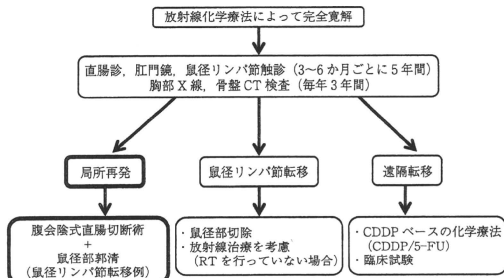 放射線化学療法によって完全寛解
直腸診，肛門鏡，鼠径リンパ節触診（3〜6か月ごとに5年間）
胸部X線，骨盤CT検査（毎年3年間）
局所再発
鼠径リンパ節転移
遠隔転移
腹会陰式直腸切断術
+
鼠径部郭清
（鼠径リンパ節転移例）
・鼠径部切除
・放射線治療を考慮
（RTを行っていない場合）
・CDDPベースの化学療法
（CDDP/5-FU）
・臨床試験